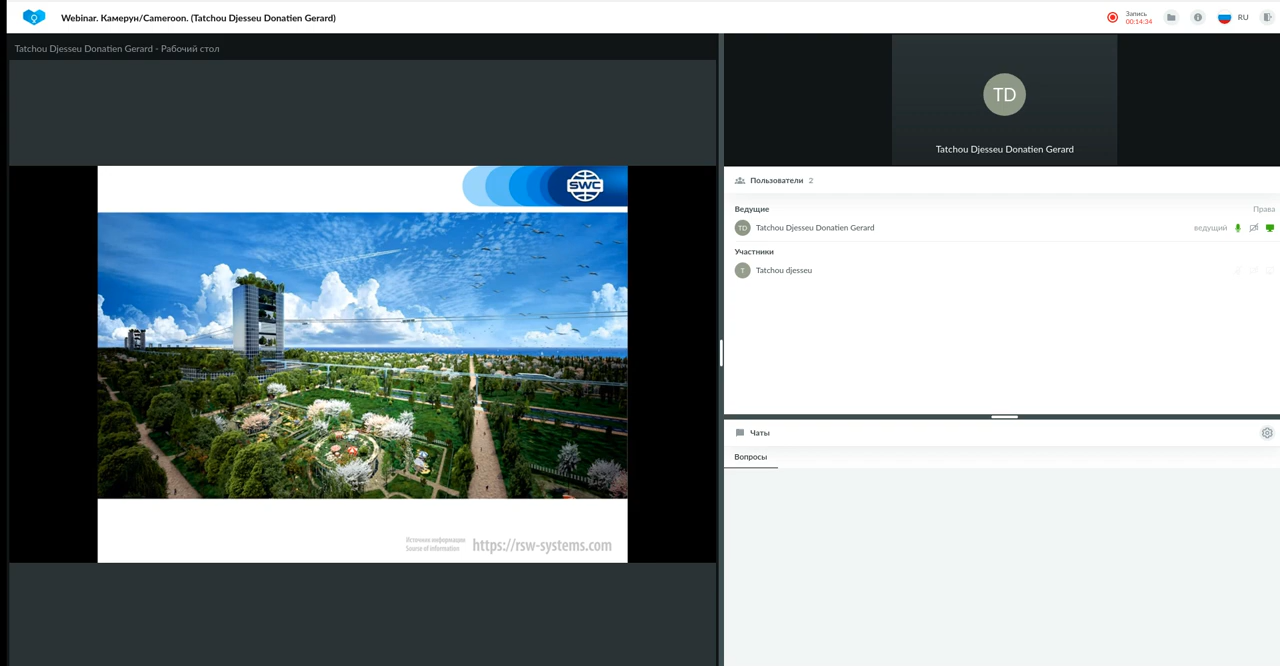 Webinar. Камерун/Cameroon. (Tatchou Djesseu Donatien Gerard)
Запись
00:14:34
RU
Tatchou Djesseu Donatien Gerard - Рабочий стол
SWC
Источник информации
Source of information
https://rsw-systems.com
TD
Tatchou Djesseu Donatien Gerard
Пользователи 2
Ведущие Права
TD Tatchou Djesseu Donatien Gerard ведущий
Участники
T Tatchou djesseu
Чаты
Вопросы